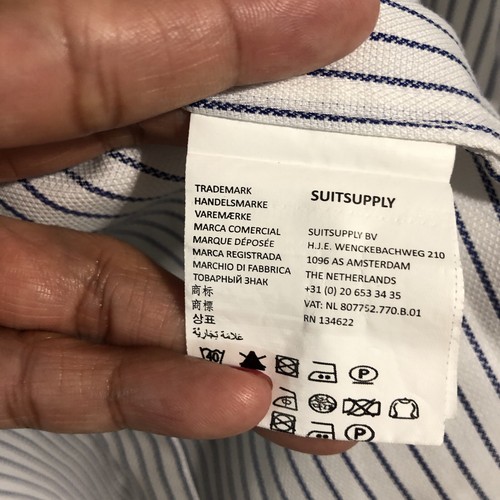 TRADEMARK
HANDELSMARKE
VAREMÆRKE
MARCA COMERCIAL
MARQUE DÉPOSÉE
MARCA REGISTRADA
MARCHIO DI FABBRICA
ТОВАРНЫЙ ЗНАК
商标
商標
상표
عَلامَة تِجَارِيَّة
SUITSUPPLY
SUITSUPPLY BV
H.J.E. WENCKEBACHWEG 210
1096 AS AMSTERDAM
THE NETHERLANDS
+31 (0) 20 653 34 35
VAT: NL 807752.770.B.01
RN 134622
P
P